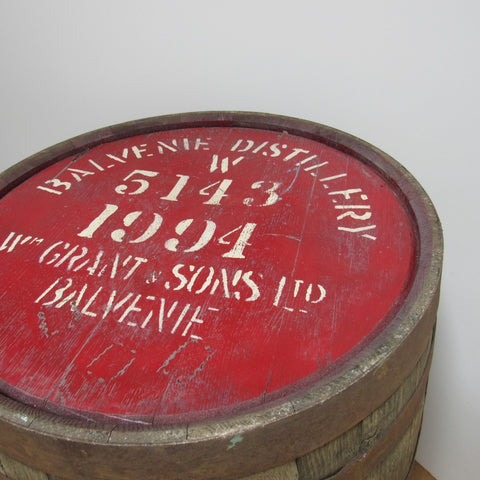 BALVENIE DISTILLERY
W
5143
1994
Wm GRANT & SONS LTD
BALVENIE